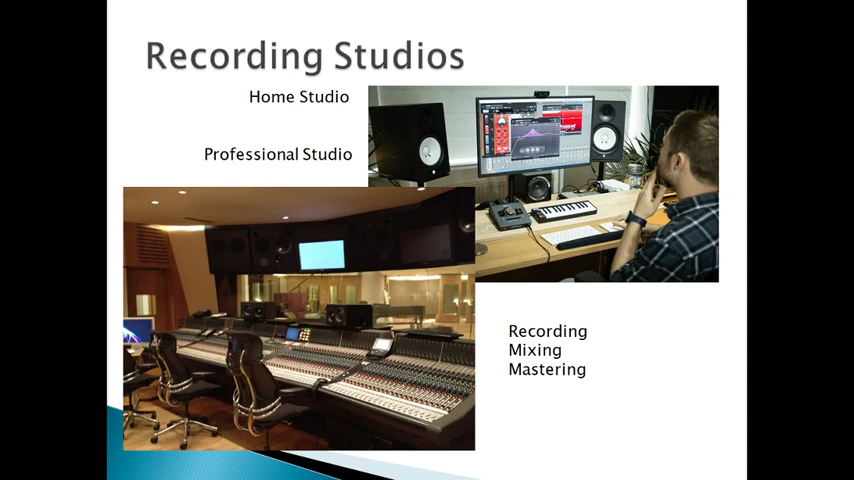 Recording Studios
Home Studio
Professional Studio
Recording
Mixing
Mastering